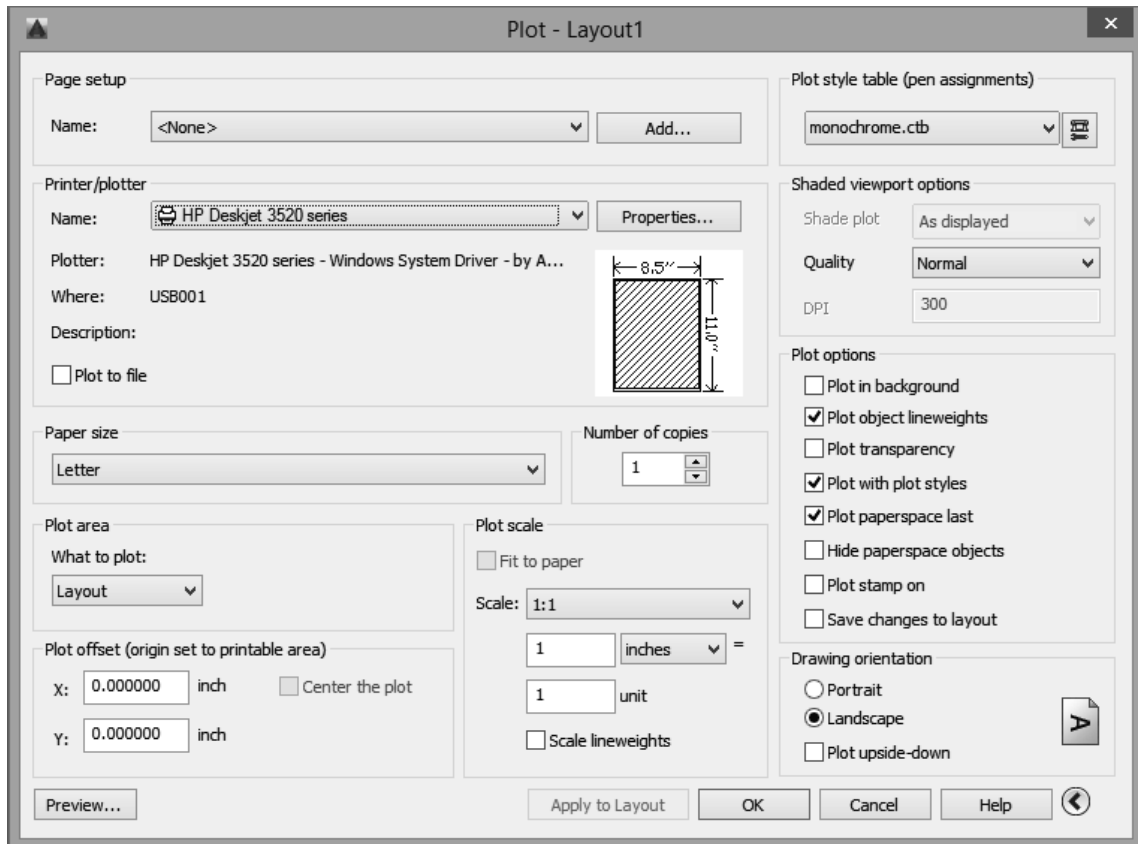 Plot - Layout1
Page setup
Name: <None> Add...
Plot style table (pen assignments)
monochrome.ctb
Printer/plotter
Name: HP Deskjet 3520 series Properties...
Plotter: HP Deskjet 3520 series - Windows System Driver - by A...
Where: USB001
Description:
Plot to file
8.5"
11.0"
Shaded viewport options
Shade plot As displayed
Quality Normal
DPI 300
Paper size
Letter
Number of copies
1
Plot options
Plot in background
Plot object lineweights
Plot transparency
Plot with plot styles
Plot paperspace last
Hide paperspace objects
Plot stamp on
Save changes to layout
Plot area
What to plot:
Layout
Plot offset (origin set to printable area)
X: 0.000000 inch Center the plot
Y: 0.000000 inch
Plot scale
Fit to paper
Scale: 1:1
1 inches =
1 unit
Scale lineweights
Drawing orientation
Portrait
Landscape
Plot upside-down
A
Preview... Apply to Layout OK Cancel Help